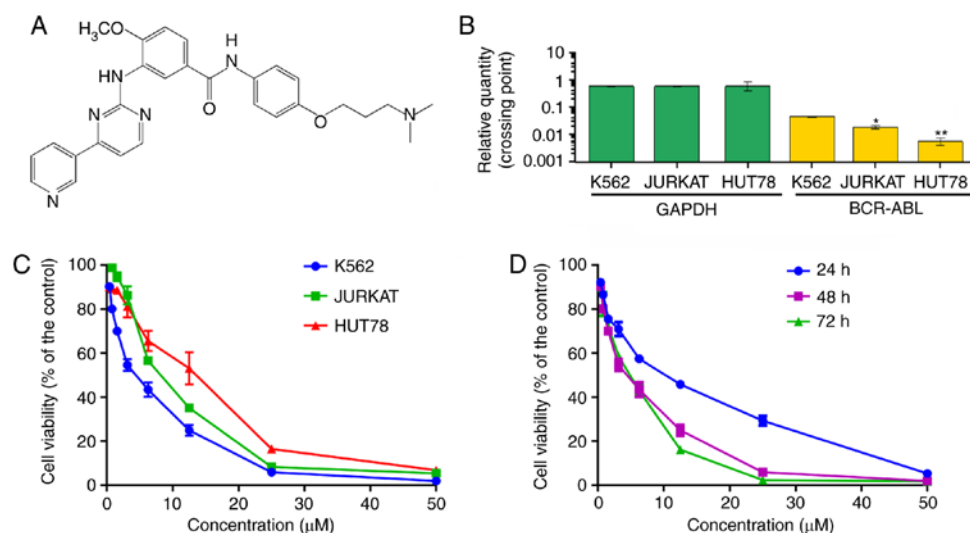 A
H₃CO
H
N
NH
O
N
N
O
N
N
B
Relative quantity
(crossing point)
10
1
0.1
0.01
0.001
*
**
K562 JURKAT HUT78 K562 JURKAT HUT78
GAPDH BCR-ABL
C
Cell viability (% of the control)
100
80
60
40
20
0
0 10 20 30 40 50
Concentration (μM)
K562
JURKAT
HUT78
D
Cell viability (% of the control)
100
80
60
40
20
0
0 10 20 30 40 50
Concentration (μM)
24 h
48 h
72 h